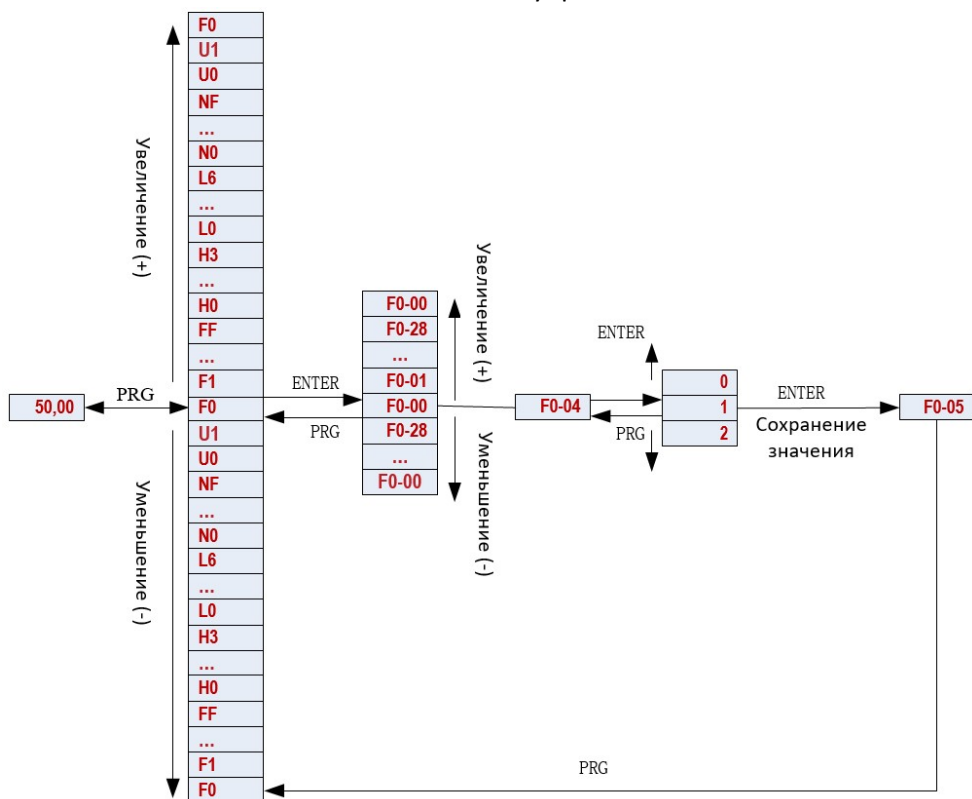 F0
U1
U0
NF
...
N0
L6
...
L0
H3
...
H0
FF
...
F1
F0
U1
U0
NF
...
N0
L6
...
L0
H3
...
H0
FF
...
F1
F0
Увеличение (+)
Уменьшение (-)
50,00
PRG
ENTER
PRG
F0-00
F0-28
...
F0-01
F0-00
F0-28
...
F0-00
Увеличение (+)
Уменьшение (-)
F0-04
ENTER
PRG
0
1
2
ENTER
Сохранение
значения
F0-05
PRG